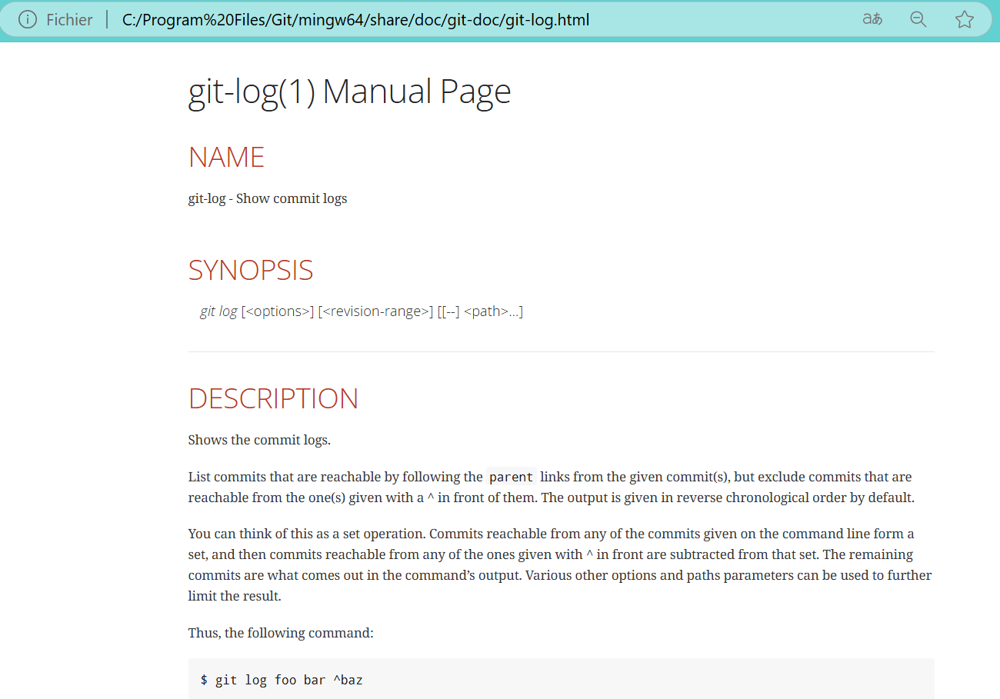 Fichier C:/Program%20Files/Git/mingw64/share/doc/git-doc/git-log.html
git-log(1) Manual Page
NAME
git-log - Show commit logs
SYNOPSIS
git log [<options>] [<revision-range>] [[--] <path>…]
DESCRIPTION
Shows the commit logs.
List commits that are reachable by following the parent links from the given commit(s), but exclude commits that are
reachable from the one(s) given with a ^ in front of them. The output is given in reverse chronological order by default.
You can think of this as a set operation. Commits reachable from any of the commits given on the command line form a
set, and then commits reachable from any of the ones given with ^ in front are subtracted from that set. The remaining
commits are what comes out in the command’s output. Various other options and paths parameters can be used to further
limit the result.
Thus, the following command:
$ git log foo bar ^baz